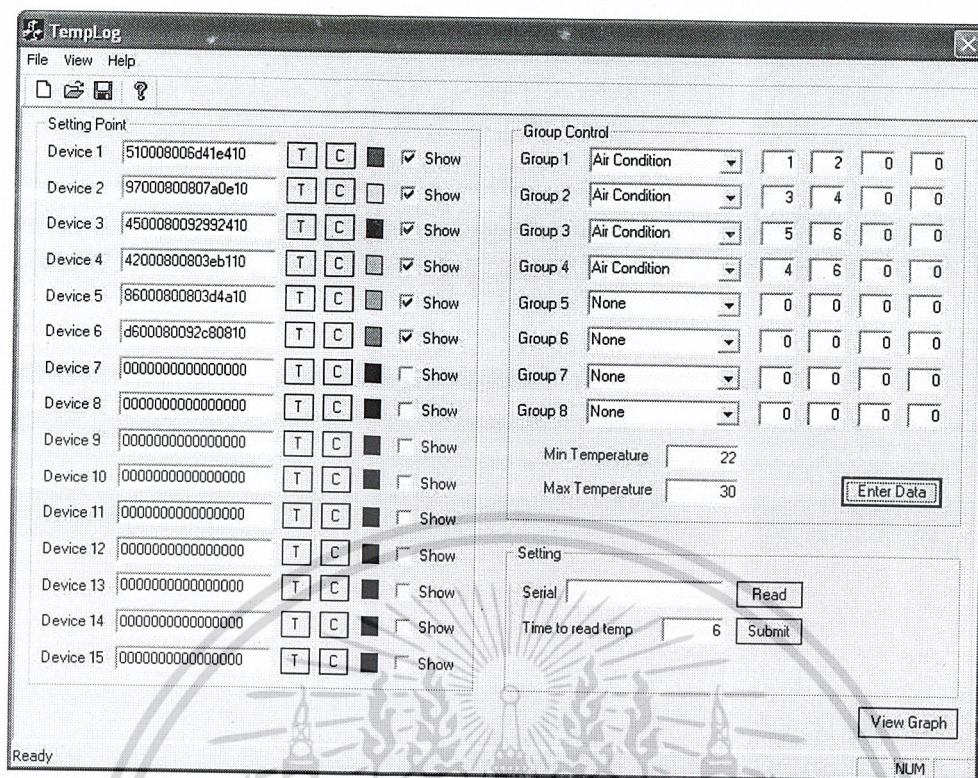 TempLog
File View Help
Setting Point
Device 1 510008006d41e410 T C Show
Device 2 97000800807a0e10 T C Show
Device 3 4500080092992410 T C Show
Device 4 42000800803eb110 T C Show
Device 5 86000800803d4a10 T C Show
Device 6 d600080092c80810 T C Show
Device 7 0000000000000000 T C Show
Device 8 0000000000000000 T C Show
Device 9 0000000000000000 T C Show
Device 10 0000000000000000 T C Show
Device 11 0000000000000000 T C Show
Device 12 0000000000000000 T C Show
Device 13 0000000000000000 T C Show
Device 14 0000000000000000 T C Show
Device 15 0000000000000000 T C Show
Group Control
Group 1 Air Condition 1 2 0 0
Group 2 Air Condition 3 4 0 0
Group 3 Air Condition 5 6 0 0
Group 4 Air Condition 4 6 0 0
Group 5 None 0 0 0 0
Group 6 None 0 0 0 0
Group 7 None 0 0 0 0
Group 8 None 0 0 0 0
Min Temperature 22
Max Temperature 30
Enter Data
Setting
Serial Read
Time to read temp 6 Submit
View Graph
Ready
NUM